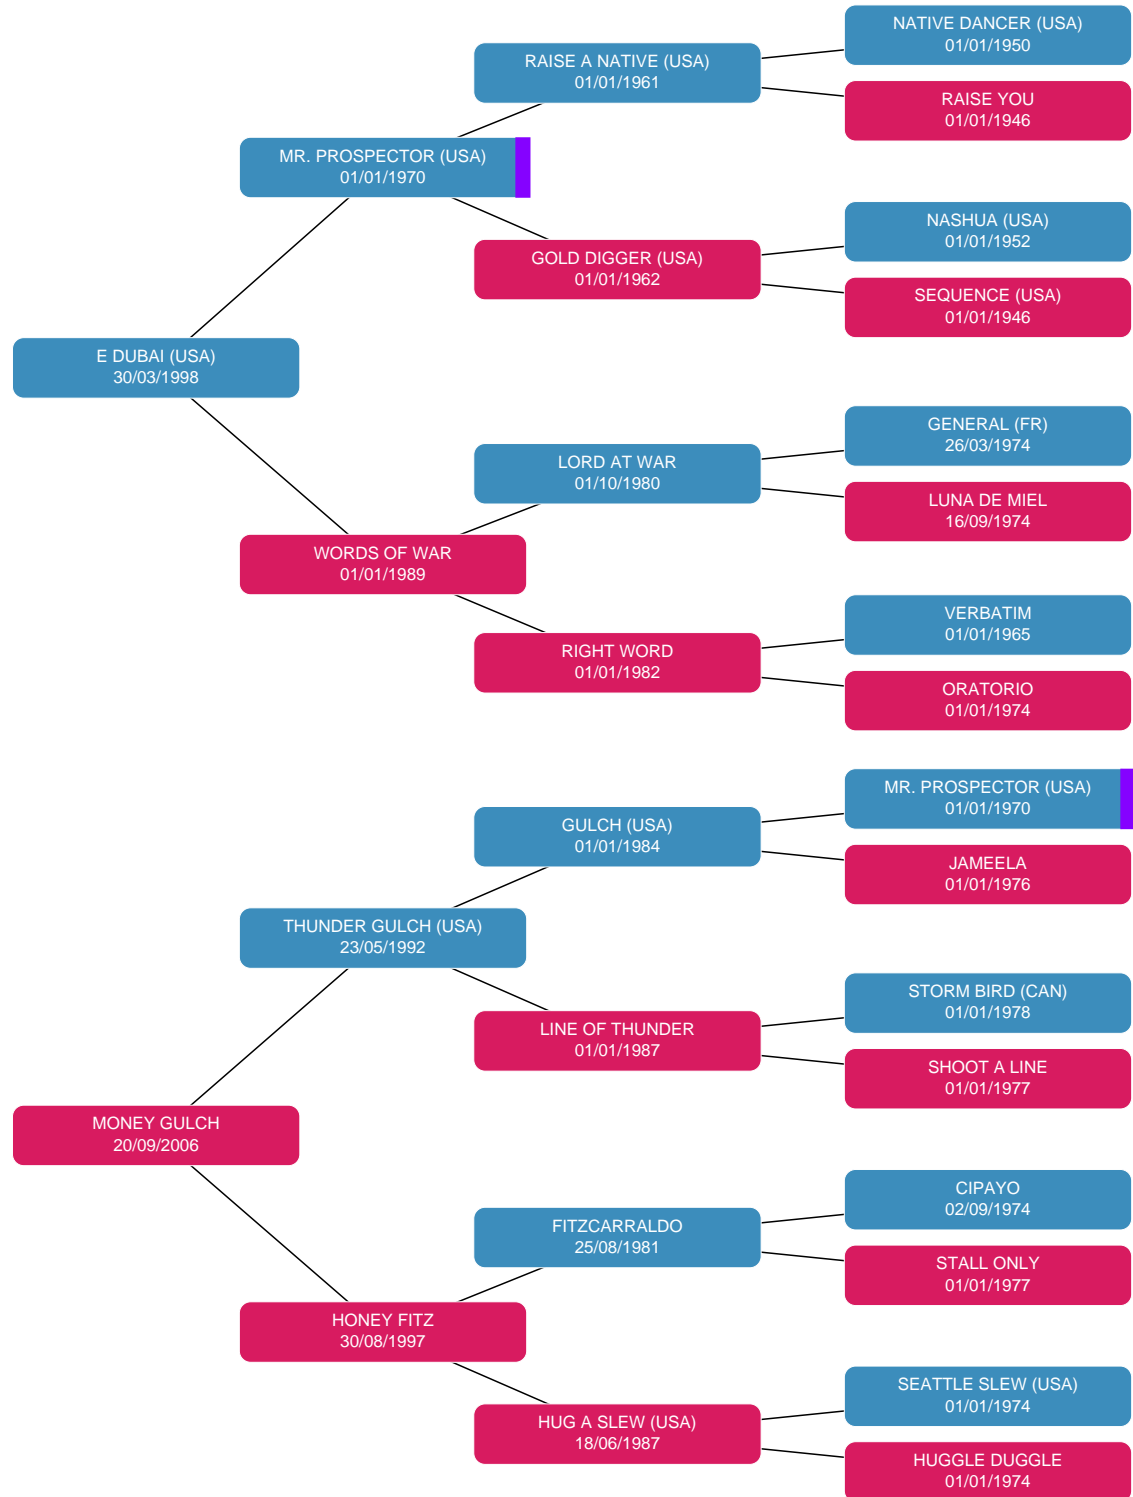 NATIVE DANCER (USA)
01/01/1950
RAISE A NATIVE (USA)
01/01/1961
RAISE YOU
01/01/1946
MR. PROSPECTOR (USA)
01/01/1970
NASHUA (USA)
01/01/1952
GOLD DIGGER (USA)
01/01/1962
SEQUENCE (USA)
01/01/1946
E DUBAI (USA)
30/03/1998
GENERAL (FR)
26/03/1974
LORD AT WAR
01/10/1980
LUNA DE MIEL
16/09/1974
WORDS OF WAR
01/01/1989
VERBATIM
01/01/1965
RIGHT WORD
01/01/1982
ORATORIO
01/01/1974
MR. PROSPECTOR (USA)
01/01/1970
GULCH (USA)
01/01/1984
JAMEELA
01/01/1976
THUNDER GULCH (USA)
23/05/1992
STORM BIRD (CAN)
01/01/1978
LINE OF THUNDER
01/01/1987
SHOOT A LINE
01/01/1977
MONEY GULCH
20/09/2006
CIPAYO
02/09/1974
FITZCARRALDO
25/08/1981
STALL ONLY
01/01/1977
HONEY FITZ
30/08/1997
SEATTLE SLEW (USA)
01/01/1974
HUG A SLEW (USA)
18/06/1987
HUGGLE DUGGLE
01/01/1974